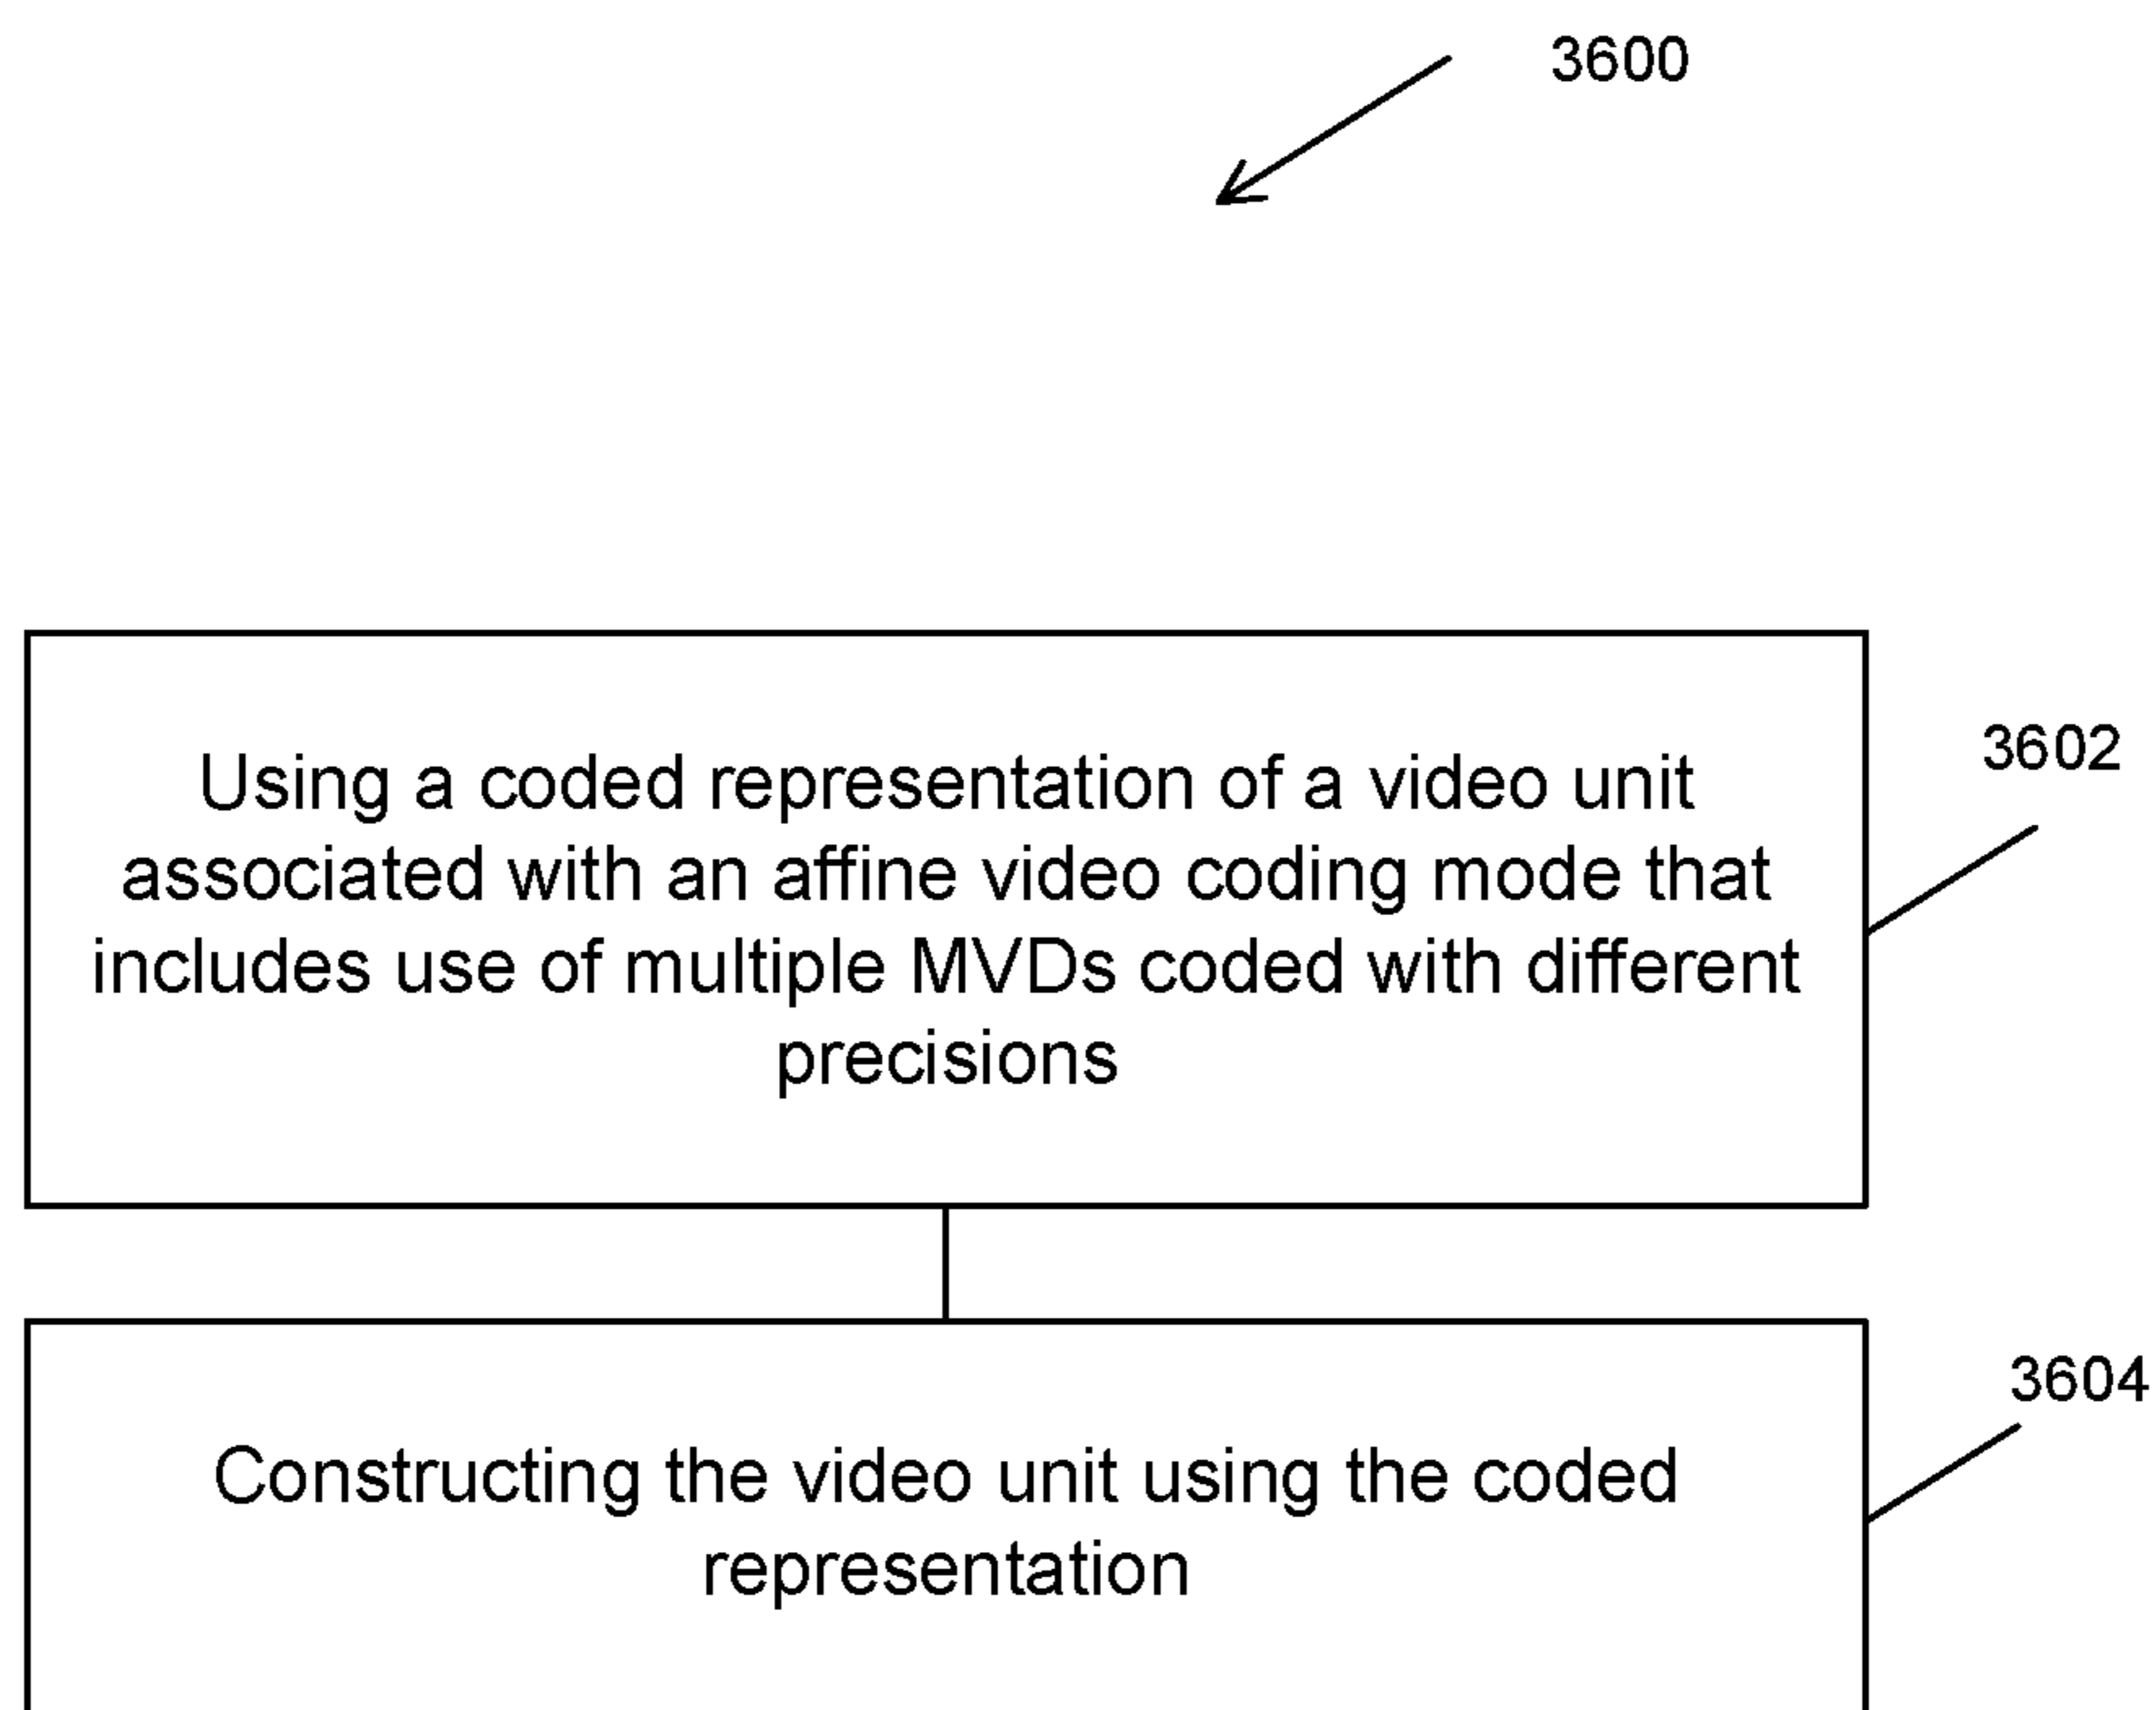 3600
3602
Using a coded representation of a video unit
associated with an affine video coding mode that
includes use of multiple MVDs coded with different
precisions
3604
Constructing the video unit using the coded
representation